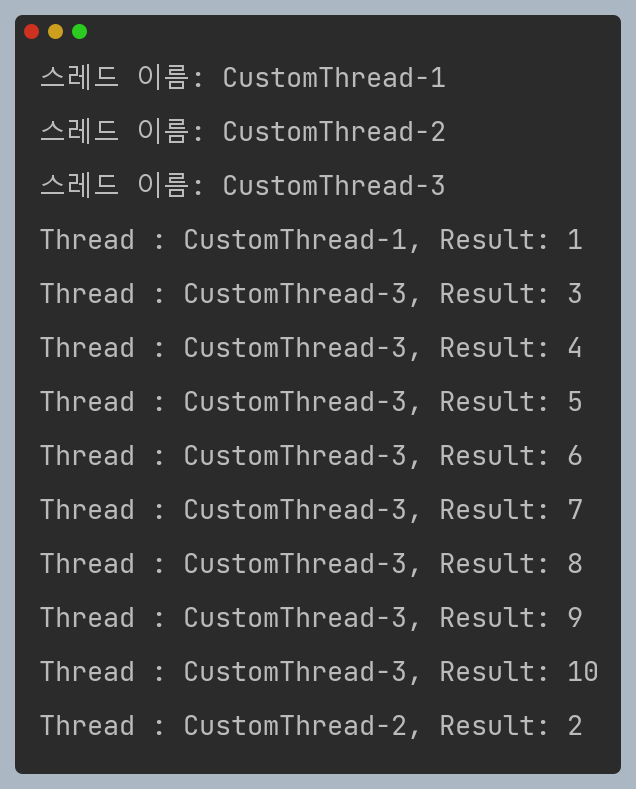 스레드 이름: CustomThread-1
스레드 이름: CustomThread-2
스레드 이름: CustomThread-3
Thread : CustomThread-1, Result: 1
Thread : CustomThread-3, Result: 3
Thread : CustomThread-3, Result: 4
Thread : CustomThread-3, Result: 5
Thread : CustomThread-3, Result: 6
Thread : CustomThread-3, Result: 7
Thread : CustomThread-3, Result: 8
Thread : CustomThread-3, Result: 9
Thread : CustomThread-3, Result: 10
Thread : CustomThread-2, Result: 2